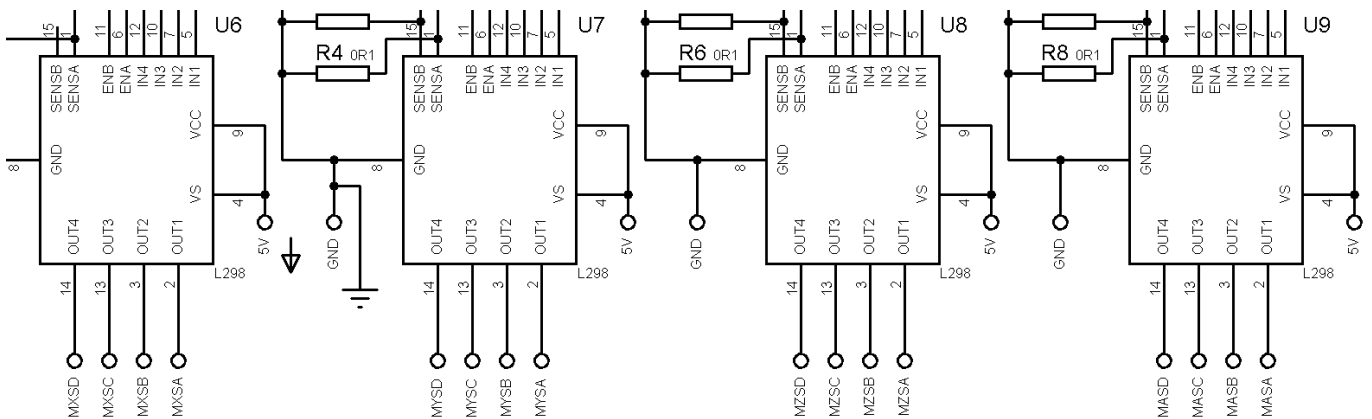 15 1 11 6 12 10 7 5 U6
SENSB SENSA ENB ENA IN4 IN3 IN2 IN1
VCC 9
8 GND
VS 4
OUT4 OUT3 OUT2 OUT1
5V
L298
14 13 3 2
MXSD MXSC MXSB MXSA
R4 0R1
15 1 11 6 12 10 7 5 U7
SENSB SENSA ENB ENA IN4 IN3 IN2 IN1
VCC 9
8 GND
VS 4
GND
OUT4 OUT3 OUT2 OUT1
5V
L298
14 13 3 2
MYSD MYSC MYSB MYSA
R6 0R1
15 1 11 6 12 10 7 5 U8
SENSB SENSA ENB ENA IN4 IN3 IN2 IN1
VCC 9
8 GND
VS 4
GND
OUT4 OUT3 OUT2 OUT1
5V
L298
14 13 3 2
MZSD MZSC MZSB MZSA
R8 0R1
15 1 11 6 12 10 7 5 U9
SENSB SENSA ENB ENA IN4 IN3 IN2 IN1
VCC 9
8 GND
VS 4
GND
OUT4 OUT3 OUT2 OUT1
5V
L298
14 13 3 2
MASD MASC MASB MASA